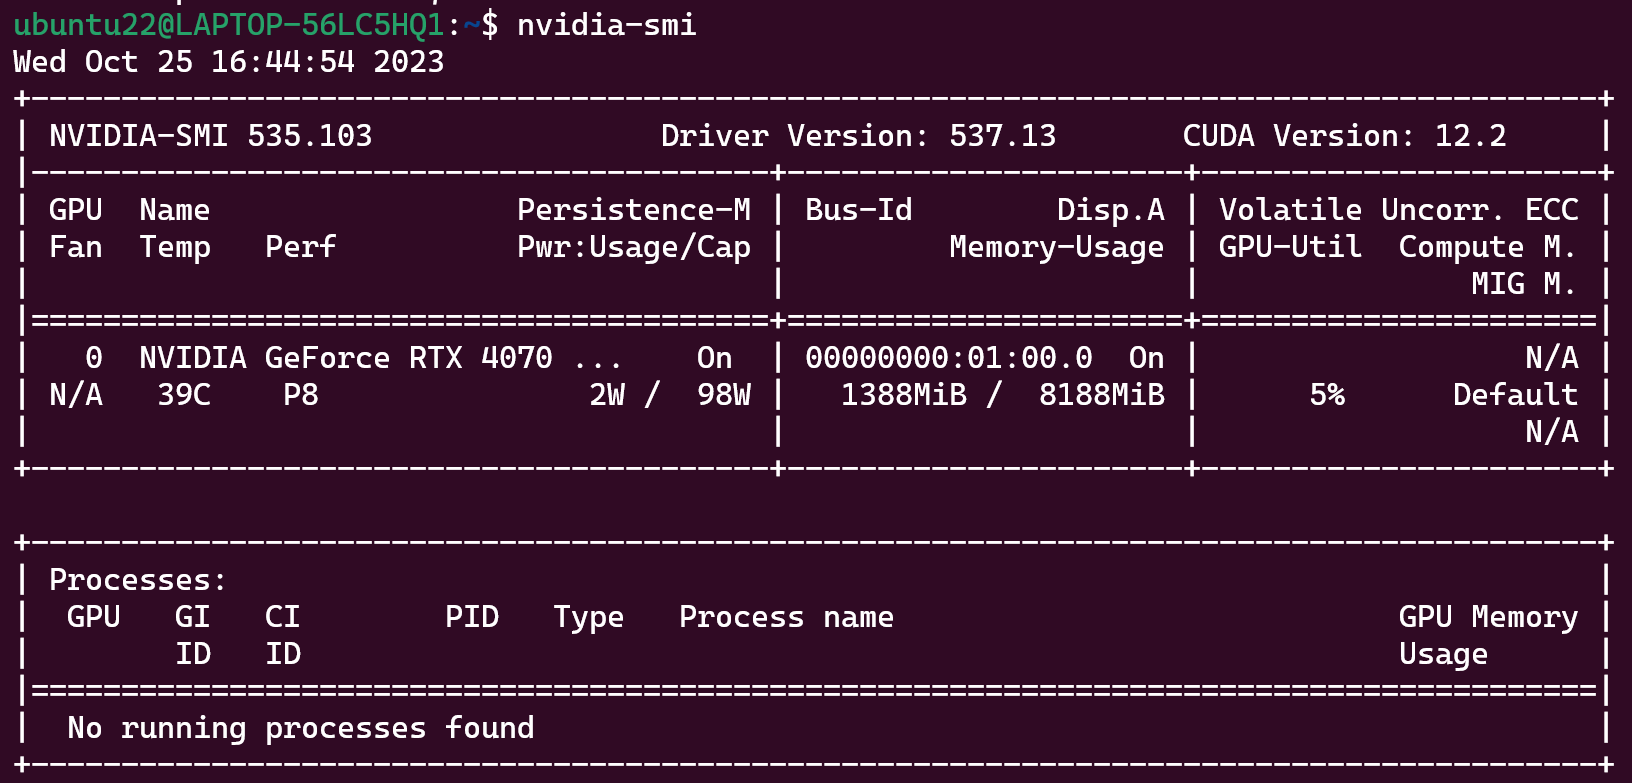 ubuntu22@LAPTOP-56LC5HQ1:~$ nvidia-smi
Wed Oct 25 16:44:54 2023
+---------------------------------------------------------------------------------------+
| NVIDIA-SMI 535.103                Driver Version: 537.13       CUDA Version: 12.2     |
|-----------------------------------------+----------------------+----------------------+
| GPU  Name                       Persistence-M | Bus-Id        Disp.A | Volatile Uncorr. ECC |
| Fan  Temp   Perf          Pwr:Usage/Cap |         Memory-Usage | GPU-Util  Compute M. |
|                                         |                      |               MIG M. |
|=========================================+======================+======================|
|   0  NVIDIA GeForce RTX 4070 ...    On  | 00000000:01:00.0  On |                  N/A |
| N/A   39C    P8               2W /  98W |   1388MiB /  8188MiB |      5%      Default |
|                                         |                      |                  N/A |
+-----------------------------------------+----------------------+----------------------+
+---------------------------------------------------------------------------------------+
| Processes:                                                                            |
|  GPU   GI   CI        PID   Type   Process name                            GPU Memory |
|        ID   ID                                                             Usage      |
|=======================================================================================|
|  No running processes found                                                           |
+---------------------------------------------------------------------------------------+